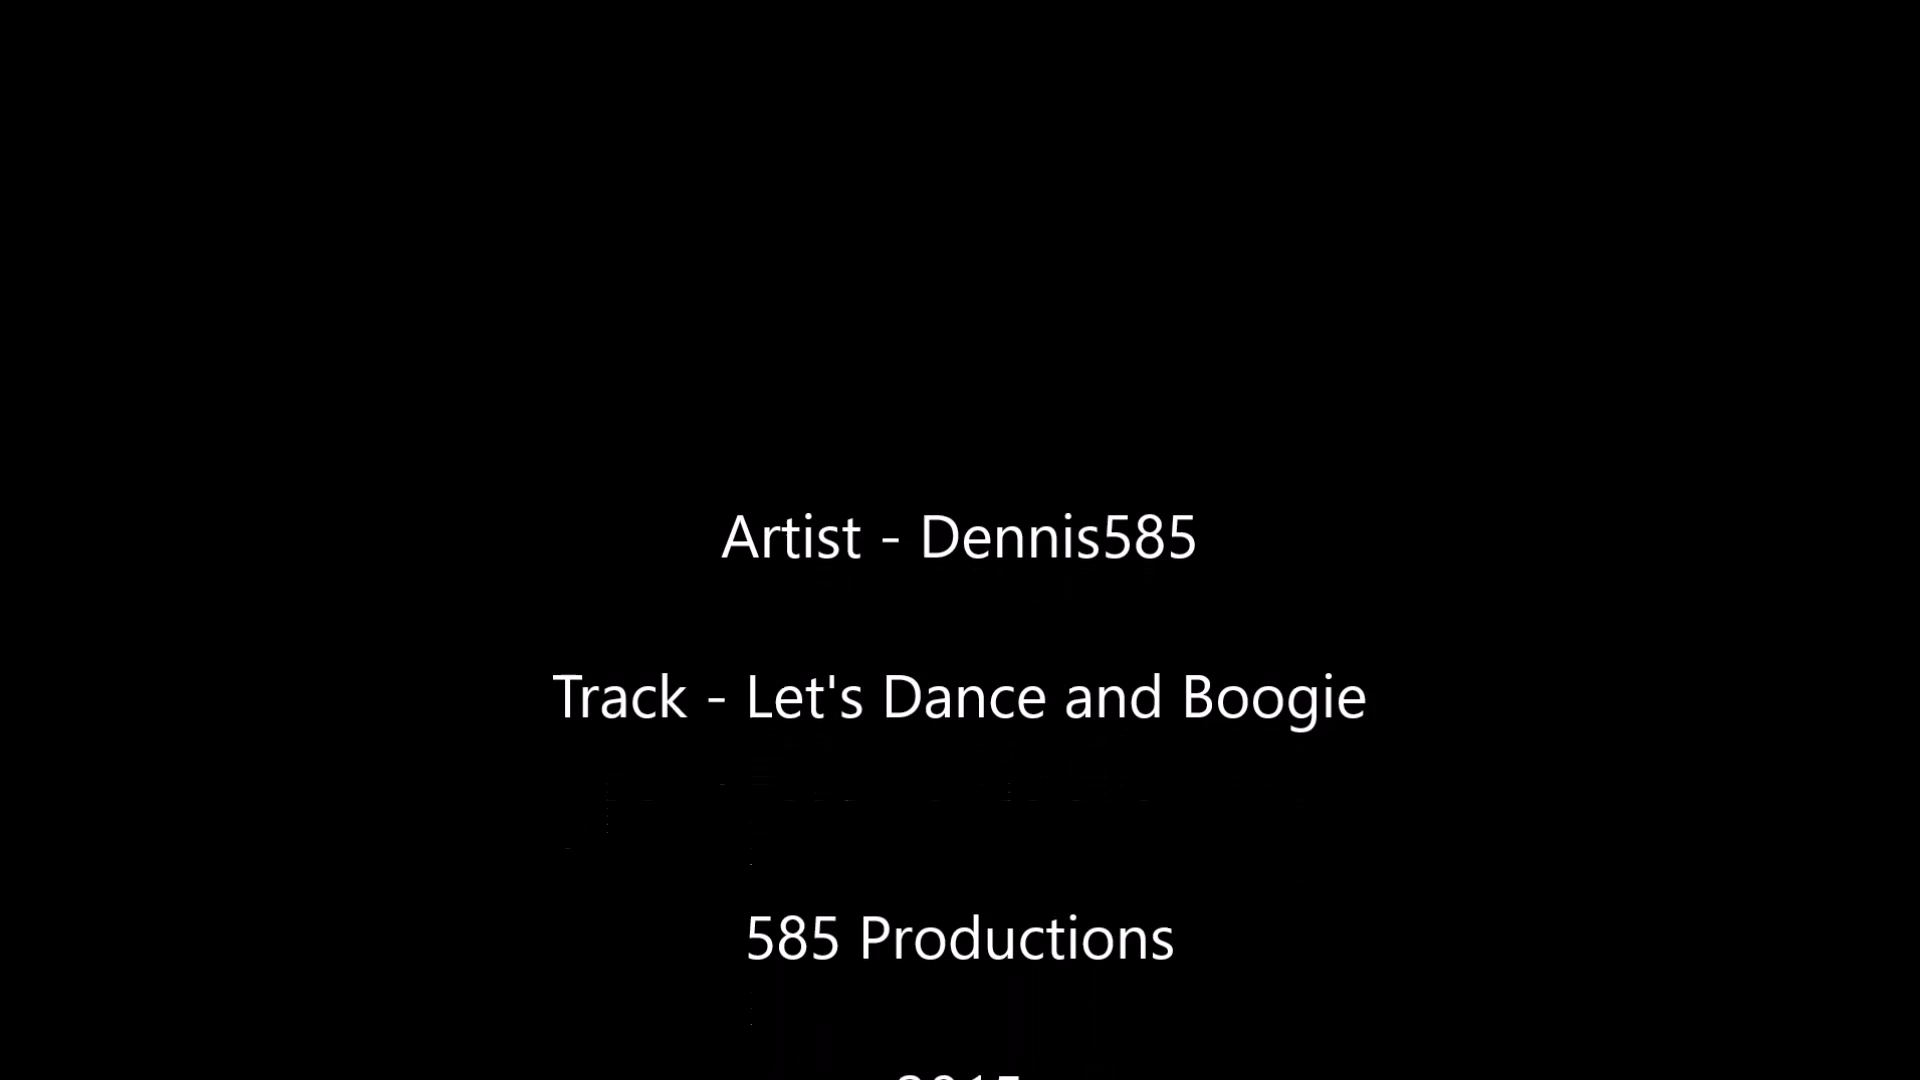 Artist - Dennis585
Track - Let's Dance and Boogie
585 Productions